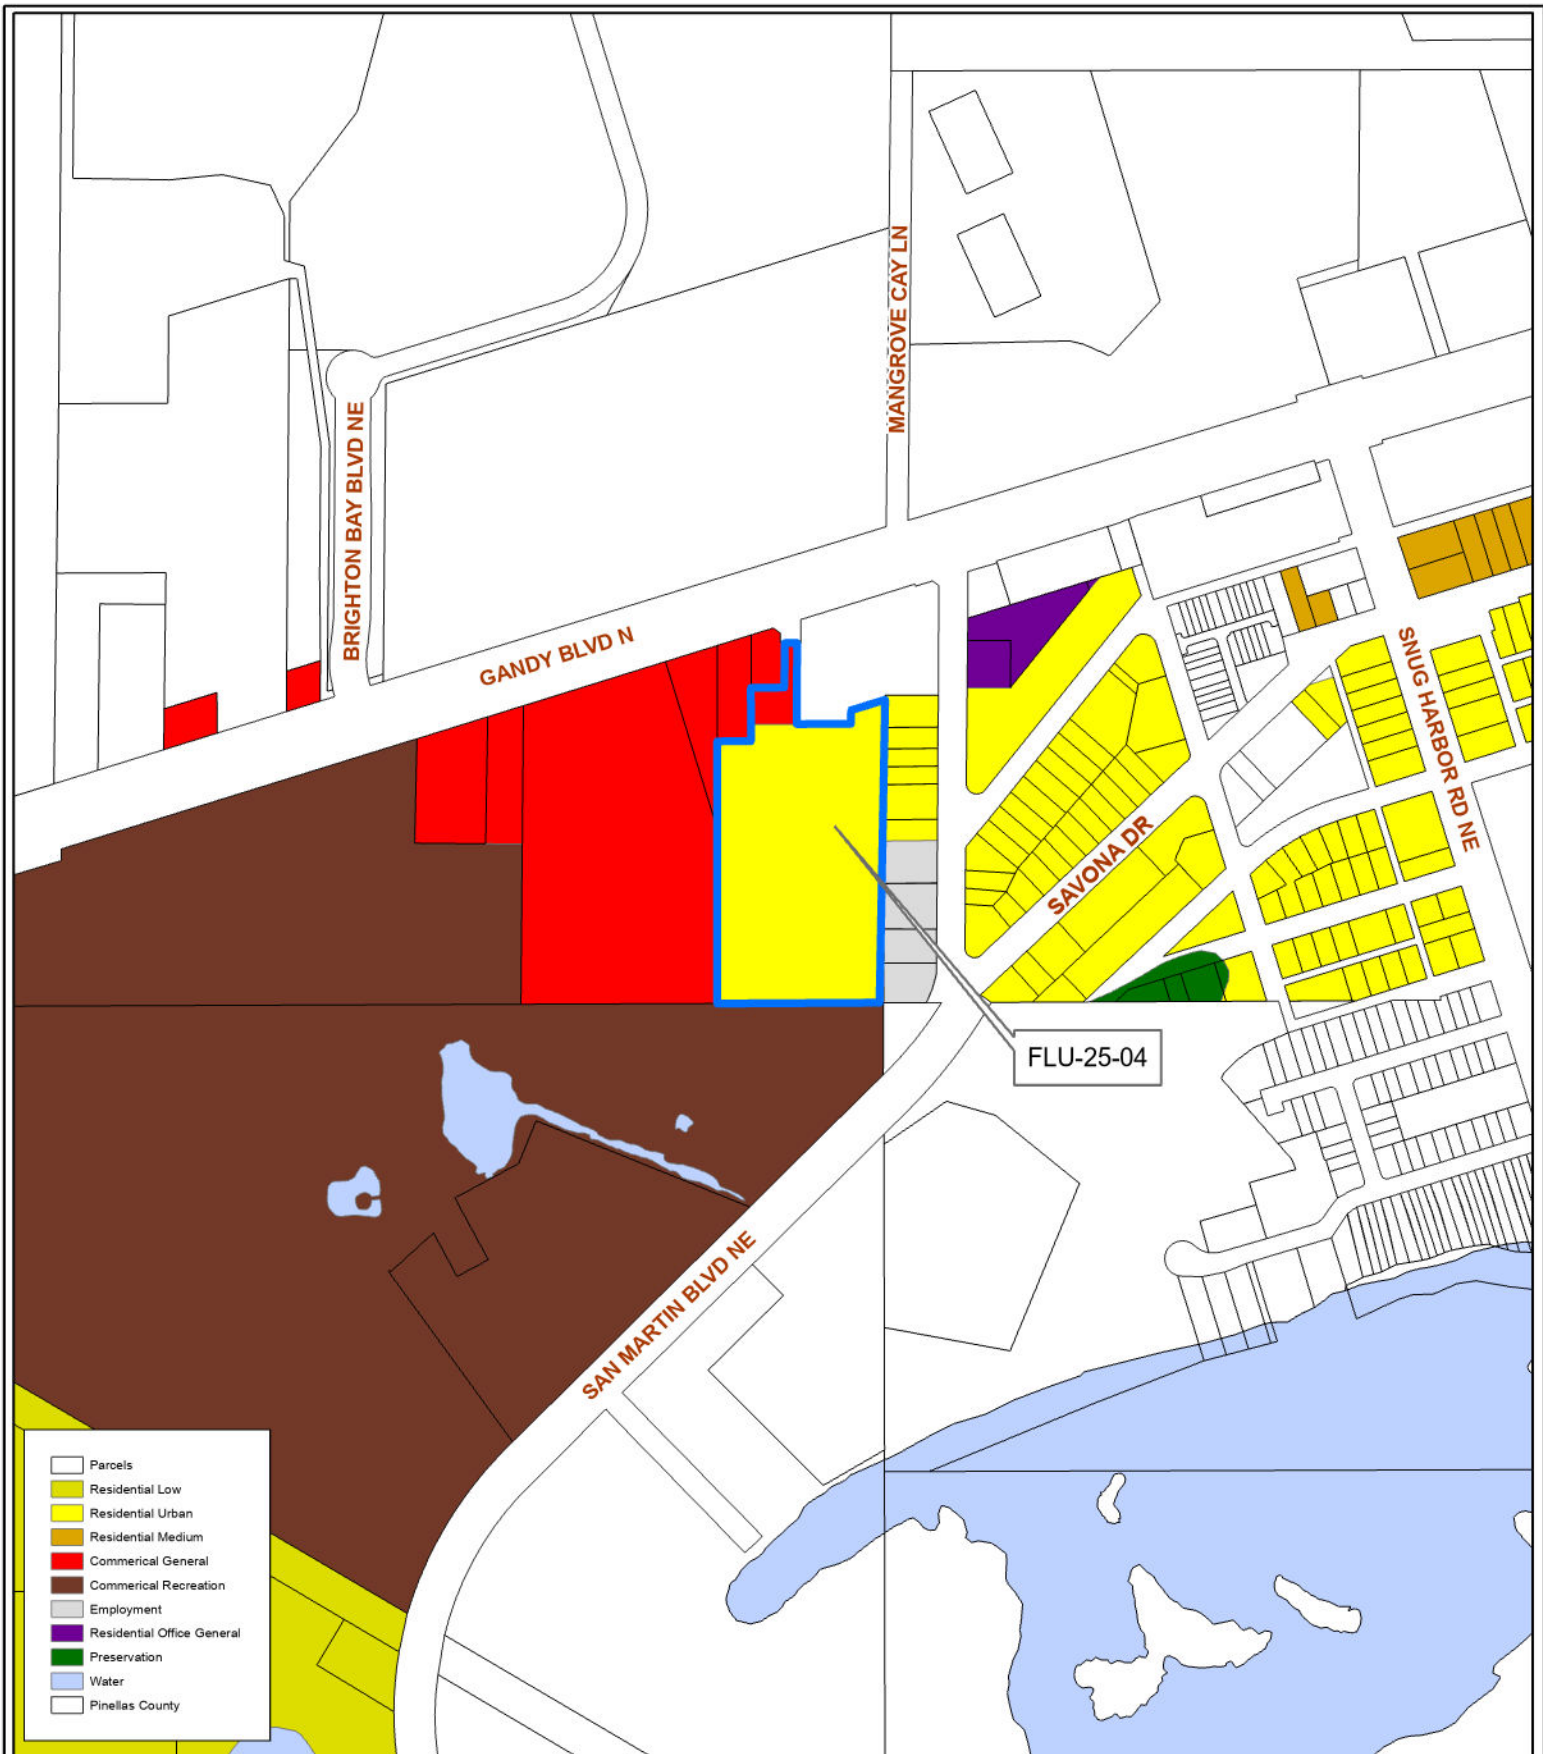 MANGROVE CAY LN
BRIGHTON BAY BLVD NE
GANDY BLVD N
SNUG HARBOR RD NE
SAVONA DR
FLU-25-04
SAN MARTIN BLVD NE
Parcels
Residential Low
Residential Urban
Residential Medium
Commerical General
Commerical Recreation
Employment
Residential Office General
Preservation
Water
Pinellas County